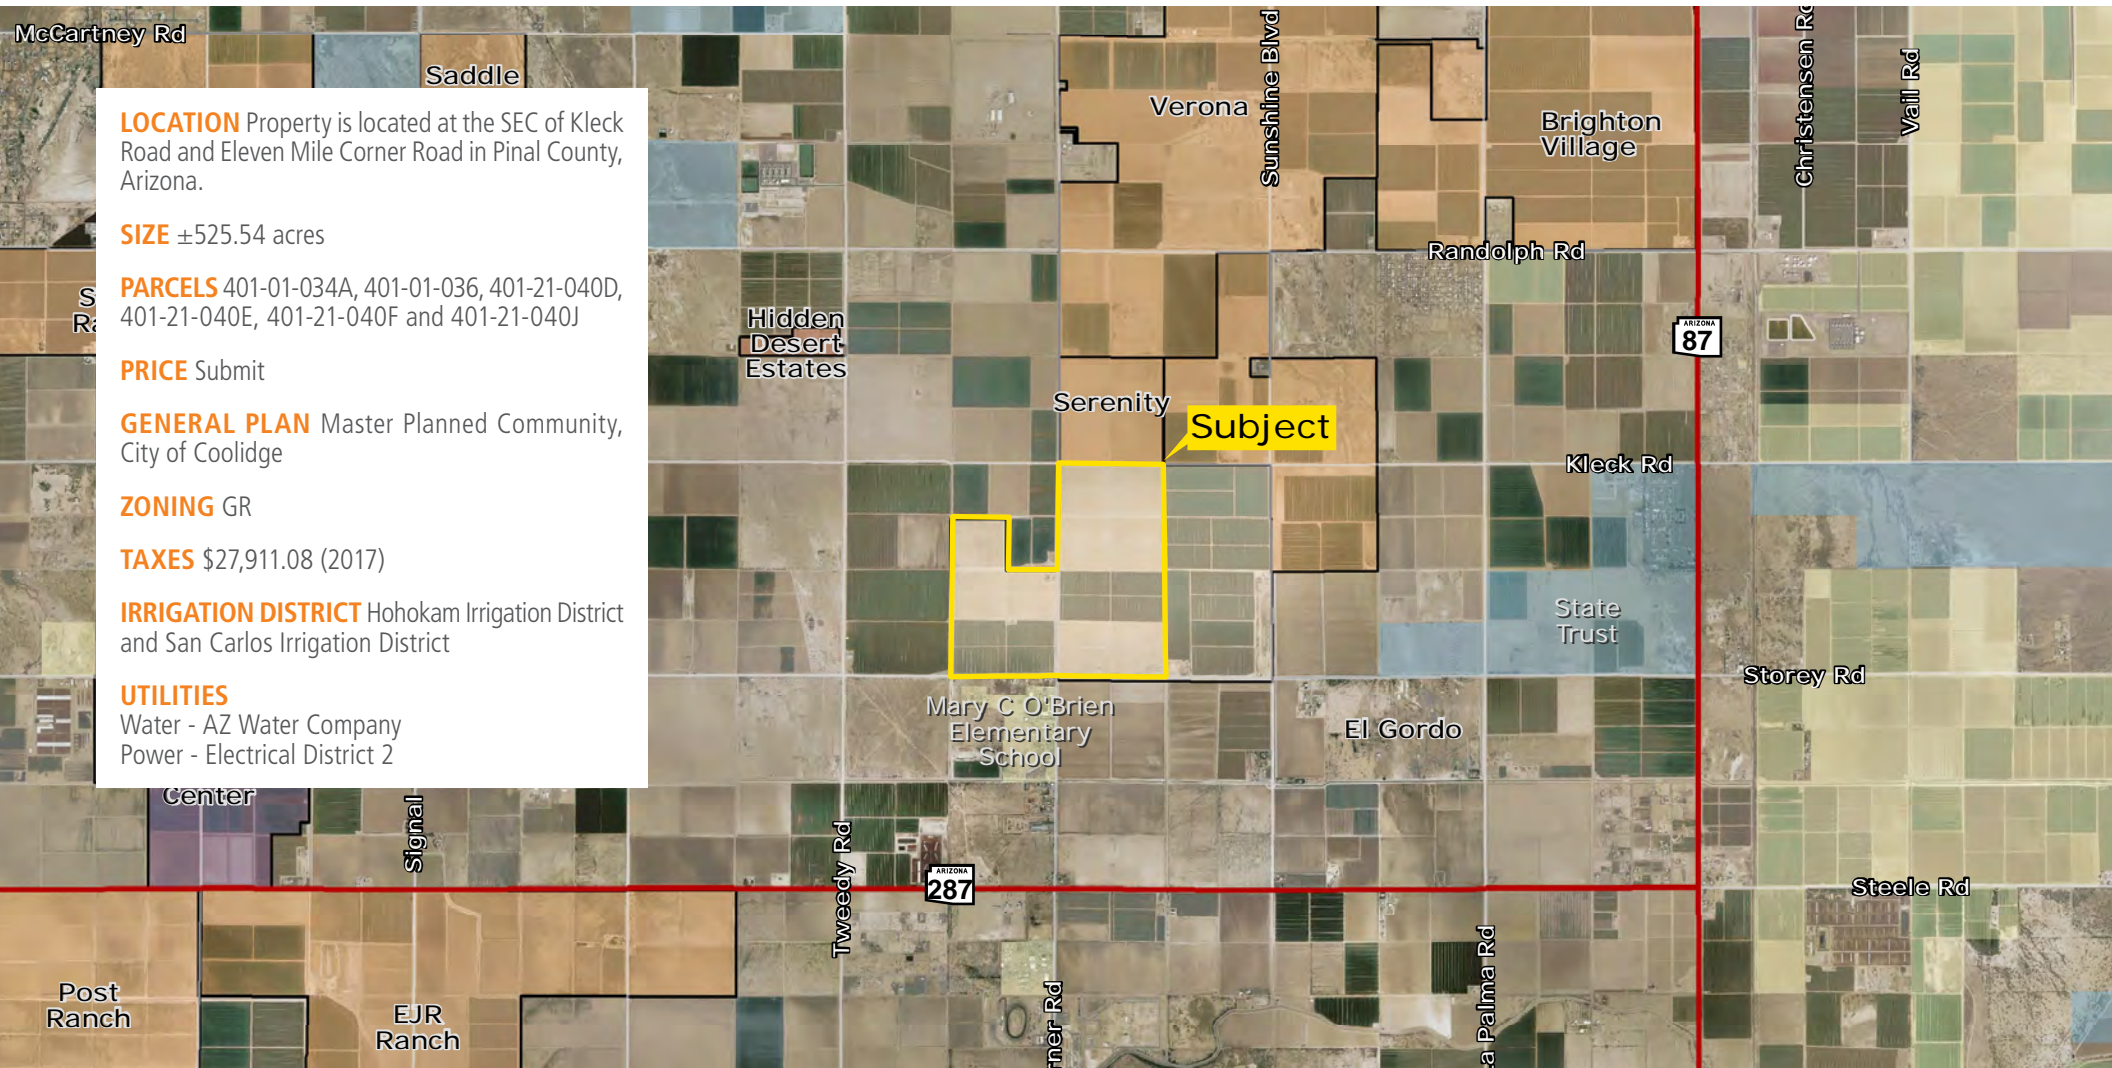 McCartney Rd
Saddle
LOCATION Property is located at the SEC of Kleck
Road and Eleven Mile Corner Road in Pinal County,
Arizona.
SIZE ±525.54 acres
PARCELS 401-01-034A, 401-01-036, 401-21-040D,
401-21-040E, 401-21-040F and 401-21-040J
PRICE Submit
GENERAL PLAN Master Planned Community,
City of Coolidge
ZONING GR
TAXES $27,911.08 (2017)
IRRIGATION DISTRICT Hohokam Irrigation District
and San Carlos Irrigation District
UTILITIES
Water - AZ Water Company
Power - Electrical District 2
S
Ra
Center
Signal
Post
Ranch
EJR
Ranch
Hidden
Desert
Estates
Verona
Sunshine Blvd
Brighton
Village
Christensen Rd
Vail Rd
Randolph Rd
ARIZONA
87
Serenity
Subject
Kleck Rd
State
Trust
Storey Rd
Mary C O'Brien
Elementary
School
El Gordo
Tweedy Rd
ARIZONA
287
Steele Rd
rner Rd
La Palma Rd